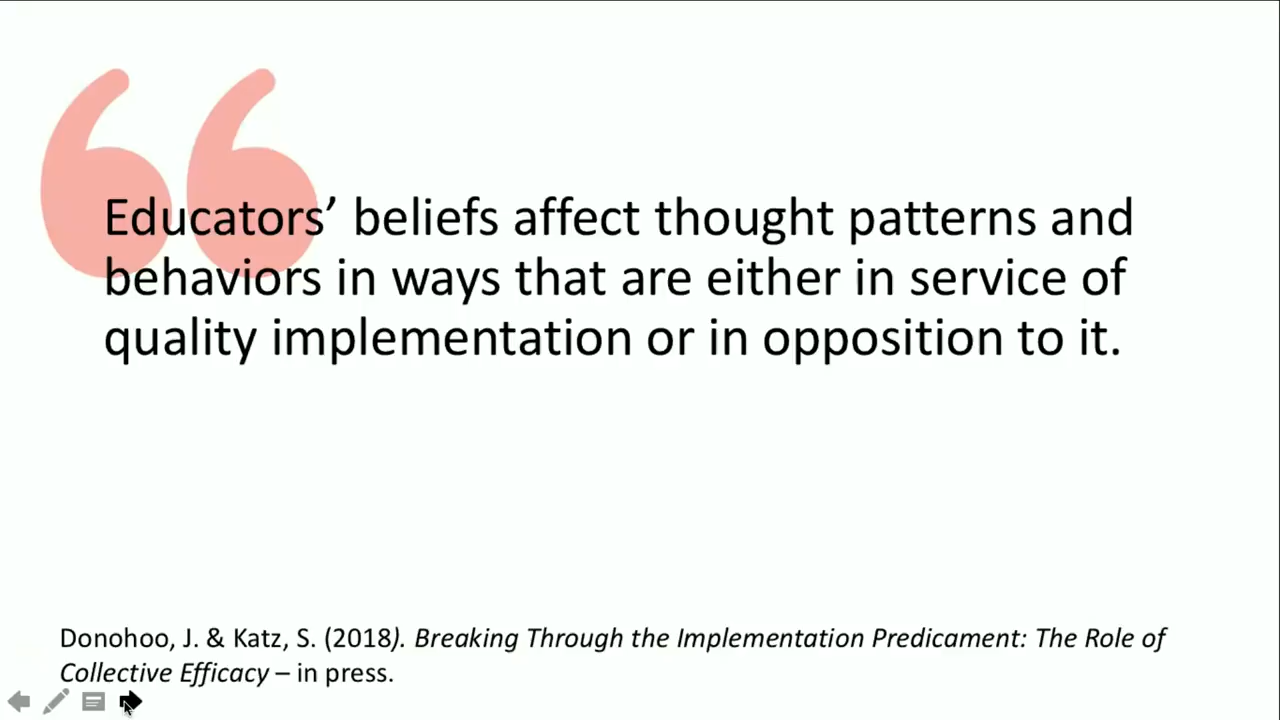 Educators’ beliefs affect thought patterns and
behaviors in ways that are either in service of
quality implementation or in opposition to it.
Donohoo, J. & Katz, S. (2018). Breaking Through the Implementation Predicament: The Role of
Collective Efficacy – in press.